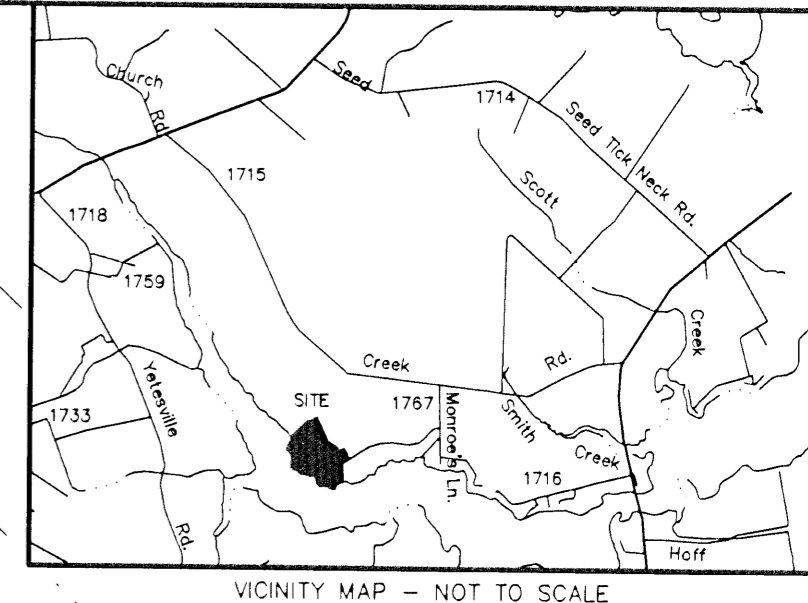 Church Rd.
Seed
1714
Seed Tick Neck Rd.
1715
Scott
1718
1759
Creek
Creek
Rd.
Yatesville
SITE
1767
Monroe's Ln.
Smith
1733
Creek
1716
Rd.
Hoff
VICINITY MAP - NOT TO SCALE